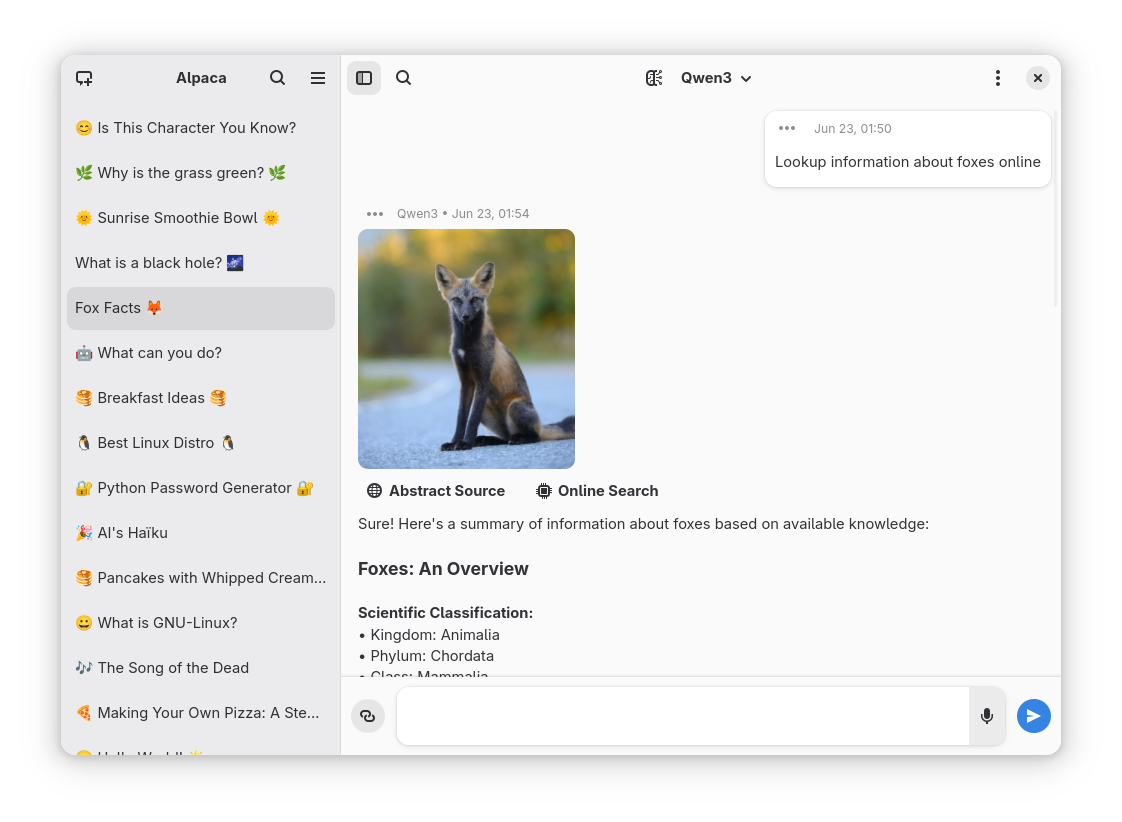 Alpaca
😊 Is This Character You Know?
🌿 Why is the grass green? 🌿
🌞 Sunrise Smoothie Bowl 🌞
What is a black hole? 🌌
Fox Facts 🦊
🤖 What can you do?
🥞 Breakfast Ideas 🥞
🐧 Best Linux Distro 🐧
🔐 Python Password Generator 🔐
🎉 AI's Haïku
🥞 Pancakes with Whipped Cream...
😀 What is GNU-Linux?
🎶 The Song of the Dead
🍕 Making Your Own Pizza: A Ste...
Qwen3
Jun 23, 01:50
Lookup information about foxes online
Qwen3 • Jun 23, 01:54
Abstract Source
Online Search
Sure! Here's a summary of information about foxes based on available knowledge:
Foxes: An Overview
Scientific Classification:
• Kingdom: Animalia
• Phylum: Chordata
• Class: Mammalia